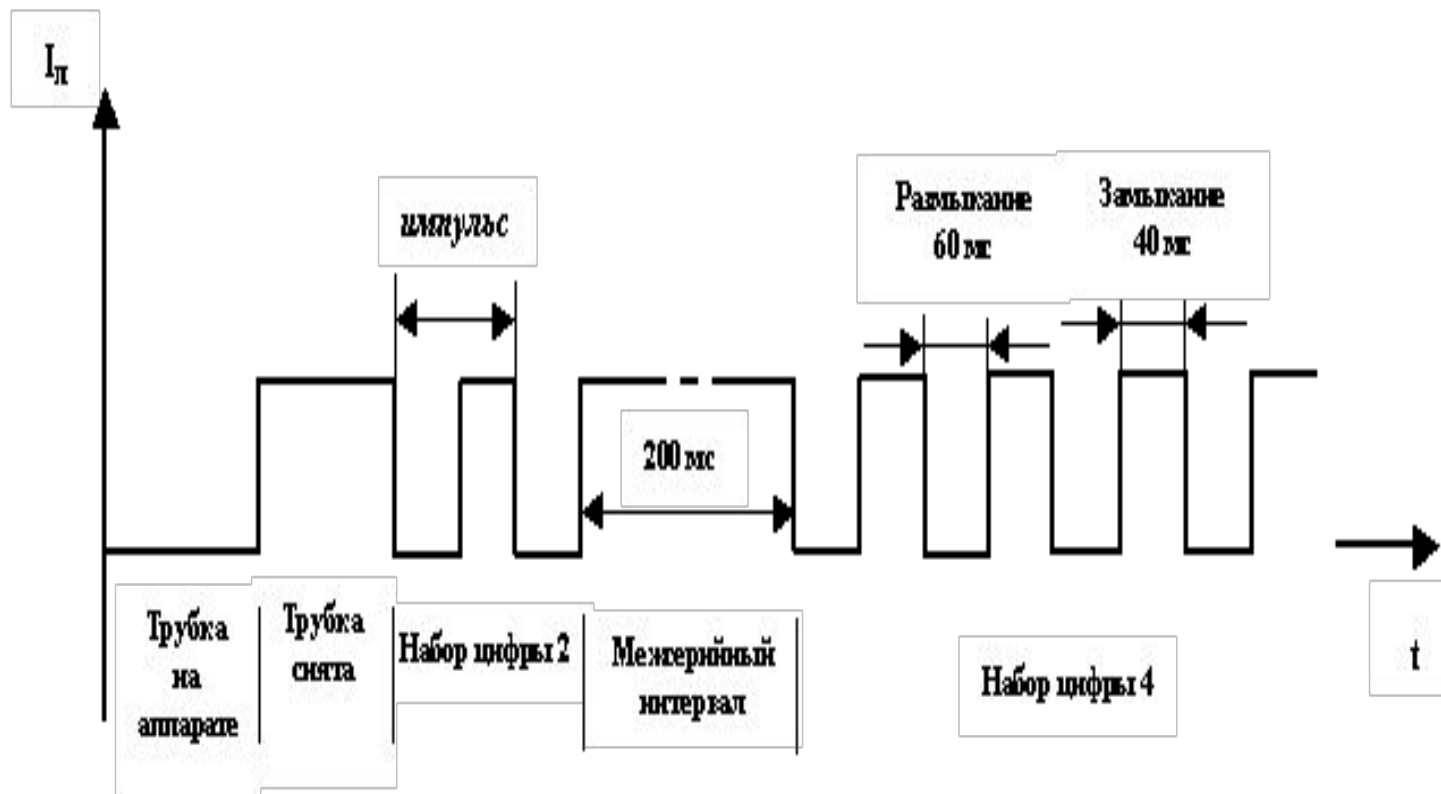 Iл
импульс
Размыкание
60 мс
Замыкание
40 мс
200 мс
Трубка
на
аппарате
Трубка
снята
Набор цифры 2
Межсерийный
интервал
Набор цифры 4
t